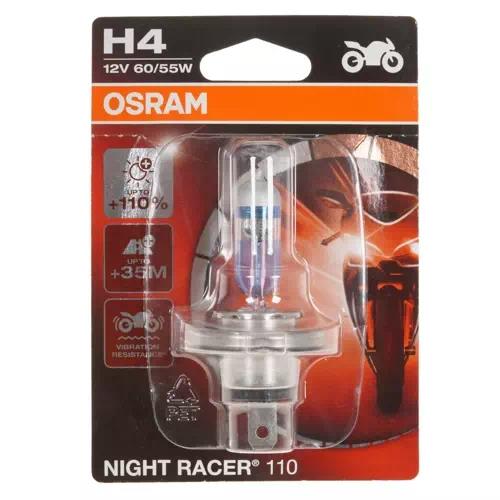 H4
12V 60/55W
OSRAM
UP TO
+110%
UP TO
+35M
VIBRATION
RESISTANCE*
PET
NIGHT RACER® 110